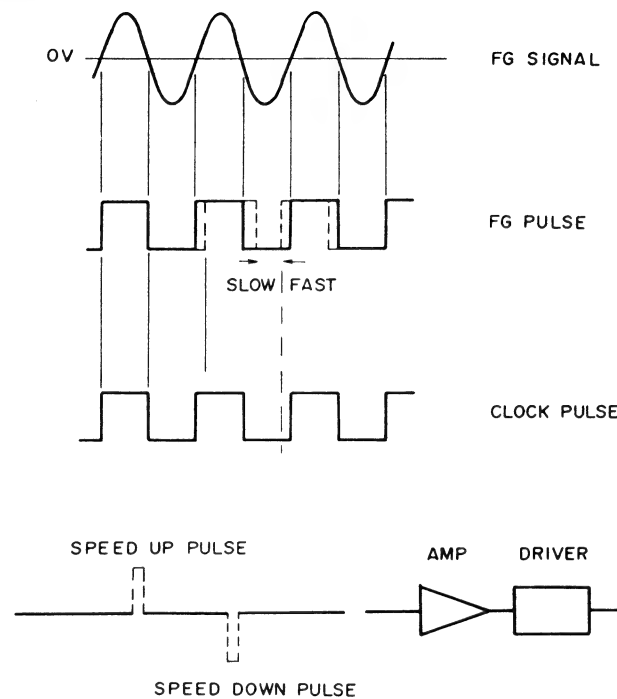 0V
FG SIGNAL
FG PULSE
SLOW FAST
CLOCK PULSE
SPEED UP PULSE
AMP DRIVER
SPEED DOWN PULSE